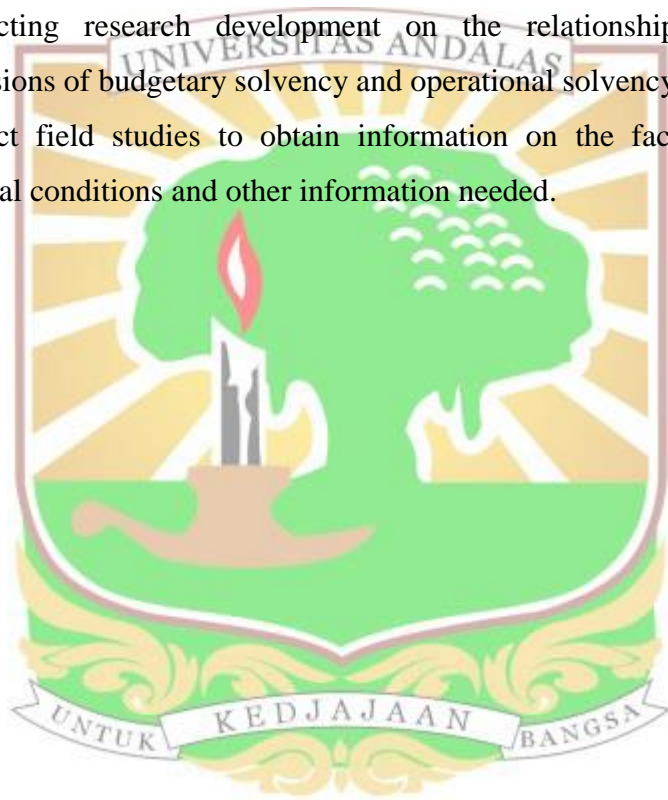 cting research development on the relationship
UNIVERSITAS ANDALAS
sions of budgetary solvency and operational solvency
ct field studies to obtain information on the fac
al conditions and other information needed.
UNTUK KEDJAJAAN BANGSA